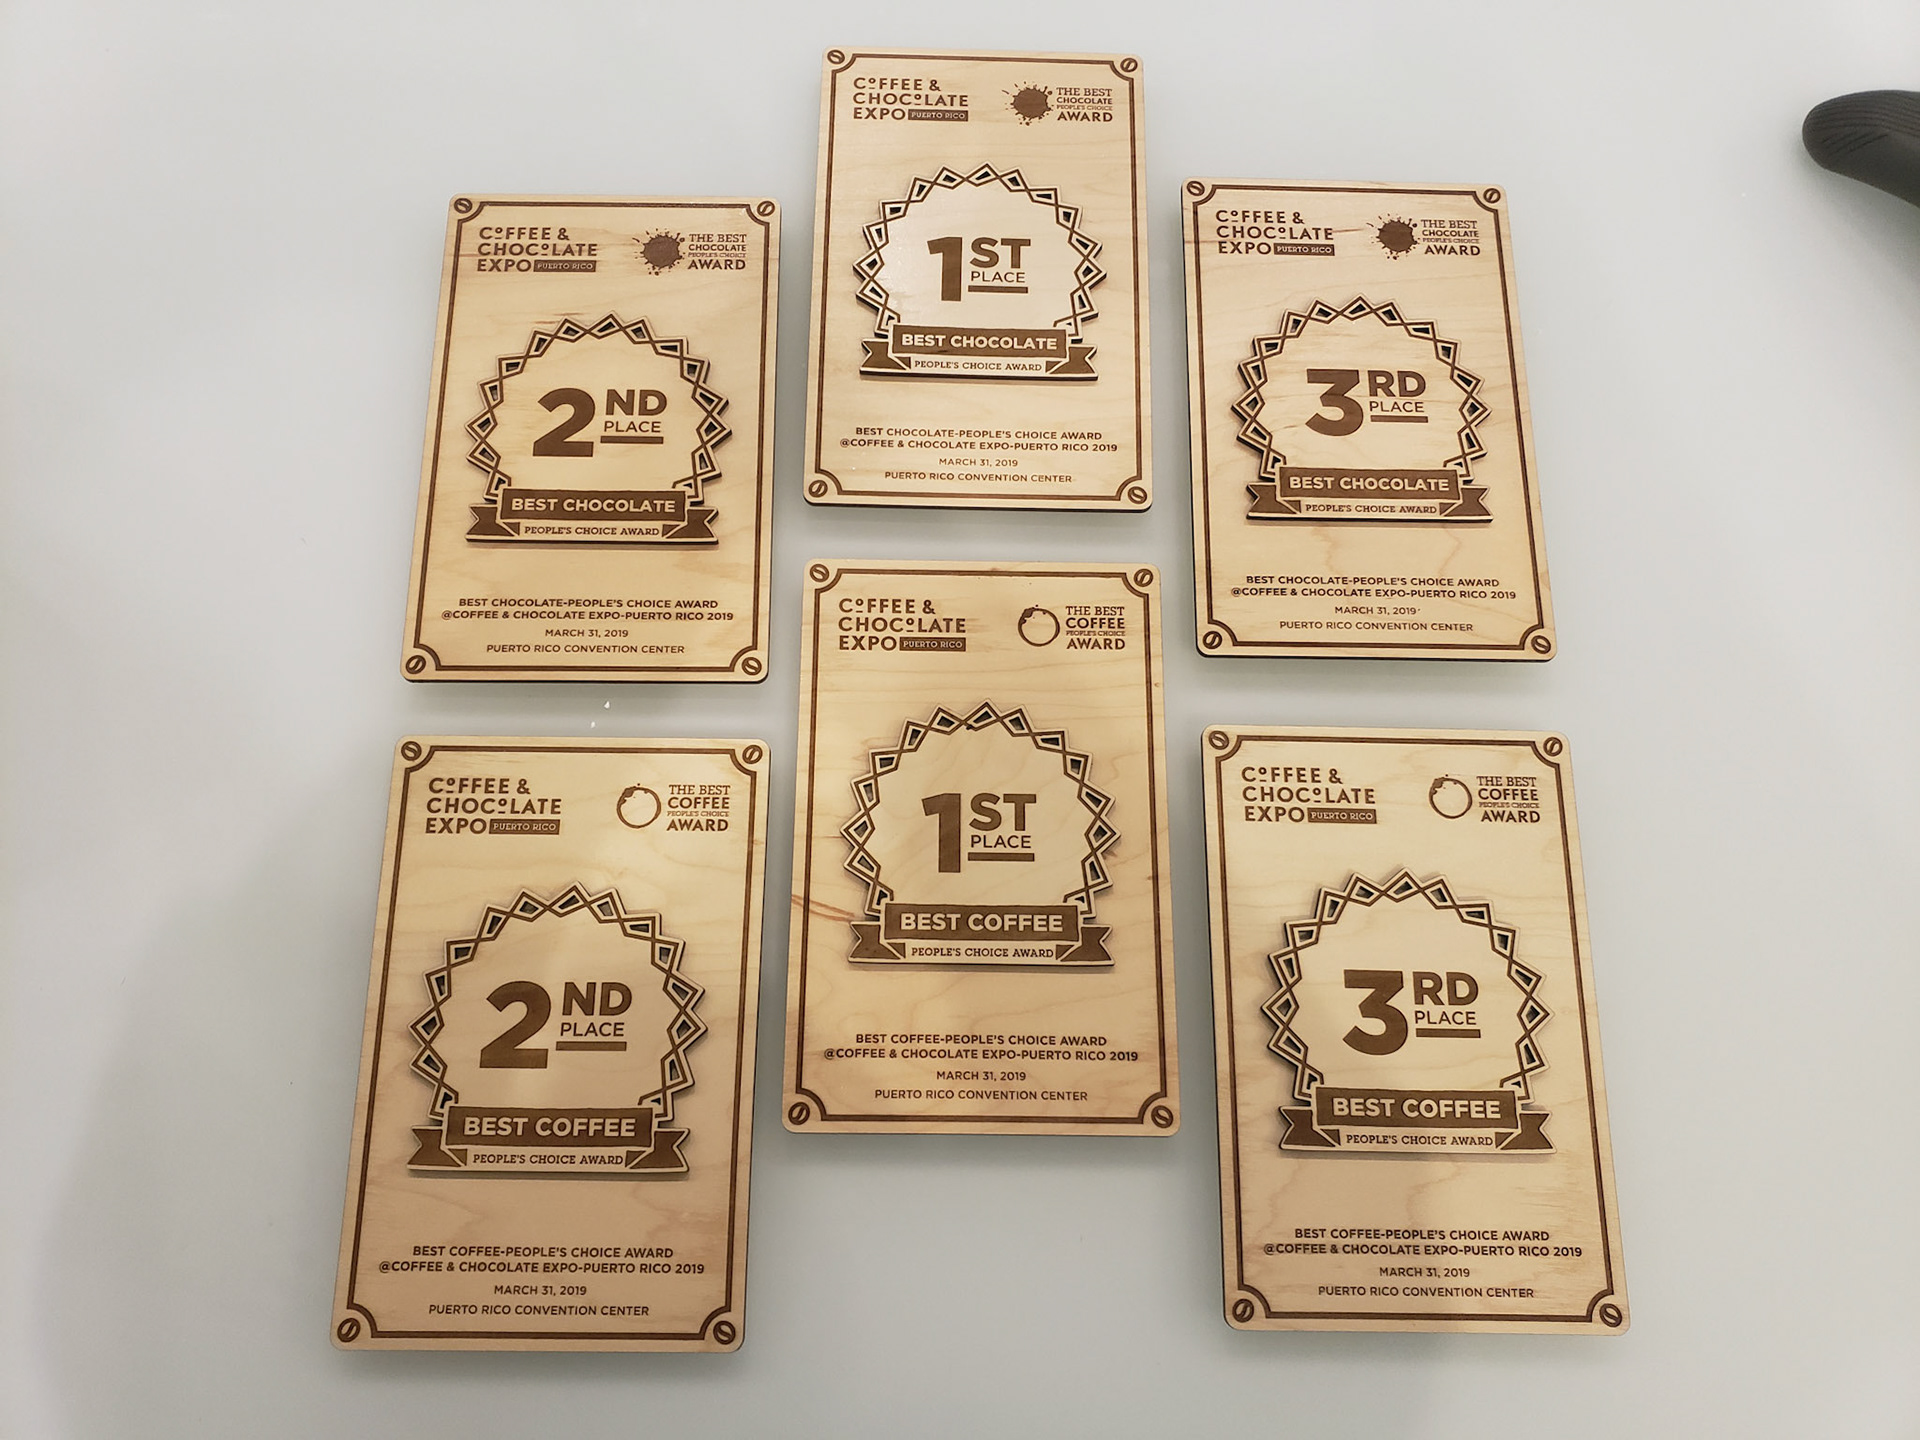 COFFEE &
CHOCOLATE
EXPO PUERTO RICO
THE BEST
CHOCOLATE
PEOPLE'S CHOICE
AWARD
1ST
PLACE
BEST CHOCOLATE
PEOPLE'S CHOICE AWARD
BEST CHOCOLATE-PEOPLE'S CHOICE AWARD
@COFFEE & CHOCOLATE EXPO-PUERTO RICO 2019
MARCH 31, 2019
PUERTO RICO CONVENTION CENTER
COFFEE &
CHOCOLATE
EXPO PUERTO RICO
THE BEST
CHOCOLATE
PEOPLE'S CHOICE
AWARD
2ND
PLACE
BEST CHOCOLATE
PEOPLE'S CHOICE AWARD
BEST CHOCOLATE-PEOPLE'S CHOICE AWARD
@COFFEE & CHOCOLATE EXPO-PUERTO RICO 2019
MARCH 31, 2019
PUERTO RICO CONVENTION CENTER
COFFEE &
CHOCOLATE
EXPO PUERTO RICO
THE BEST
CHOCOLATE
PEOPLE'S CHOICE
AWARD
3RD
PLACE
BEST CHOCOLATE
PEOPLE'S CHOICE AWARD
BEST CHOCOLATE-PEOPLE'S CHOICE AWARD
@COFFEE & CHOCOLATE EXPO-PUERTO RICO 2019
MARCH 31, 2019
PUERTO RICO CONVENTION CENTER
COFFEE &
CHOCOLATE
EXPO PUERTO RICO
THE BEST
COFFEE
PEOPLE'S CHOICE
AWARD
1ST
PLACE
BEST COFFEE
PEOPLE'S CHOICE AWARD
BEST COFFEE-PEOPLE'S CHOICE AWARD
@COFFEE & CHOCOLATE EXPO-PUERTO RICO 2019
MARCH 31, 2019
PUERTO RICO CONVENTION CENTER
COFFEE &
CHOCOLATE
EXPO PUERTO RICO
THE BEST
COFFEE
PEOPLE'S CHOICE
AWARD
2ND
PLACE
BEST COFFEE
PEOPLE'S CHOICE AWARD
BEST COFFEE-PEOPLE'S CHOICE AWARD
@COFFEE & CHOCOLATE EXPO-PUERTO RICO 2019
MARCH 31, 2019
PUERTO RICO CONVENTION CENTER
COFFEE &
CHOCOLATE
EXPO PUERTO RICO
THE BEST
COFFEE
PEOPLE'S CHOICE
AWARD
3RD
PLACE
BEST COFFEE
PEOPLE'S CHOICE AWARD
BEST COFFEE-PEOPLE'S CHOICE AWARD
@COFFEE & CHOCOLATE EXPO-PUERTO RICO 2019
MARCH 31, 2019
PUERTO RICO CONVENTION CENTER